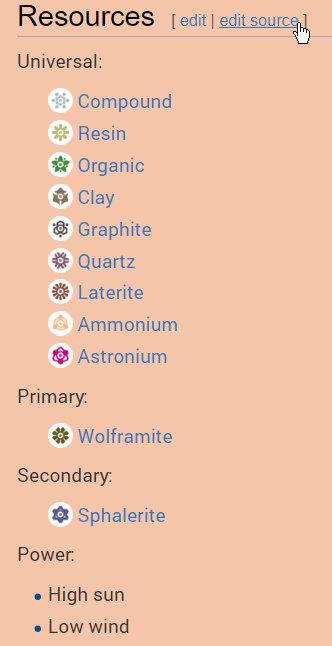 Resources [ edit | edit source ]
Universal:
Compound
Resin
Organic
Clay
Graphite
Quartz
Laterite
Ammonium
Astronium
Primary:
Wolframite
Secondary:
Sphalerite
Power:
• High sun
• Low wind